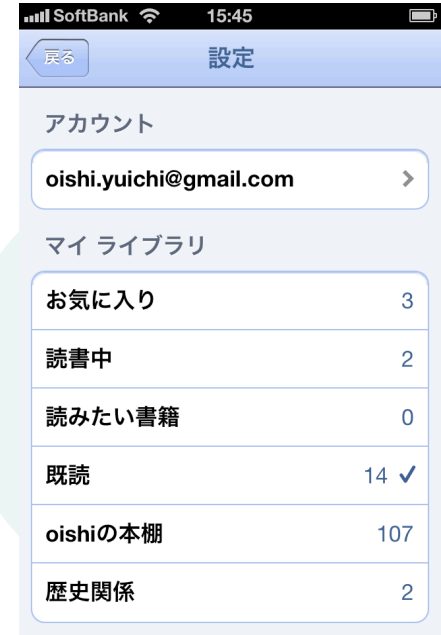 SoftBank 15:45
戻る 設定
アカウント
oishi.yuichi@gmail.com
マイ ライブラリ
お気に入り 3
読書中 2
読みたい書籍 0
既読 14
oishiの本棚 107
歴史関係 2